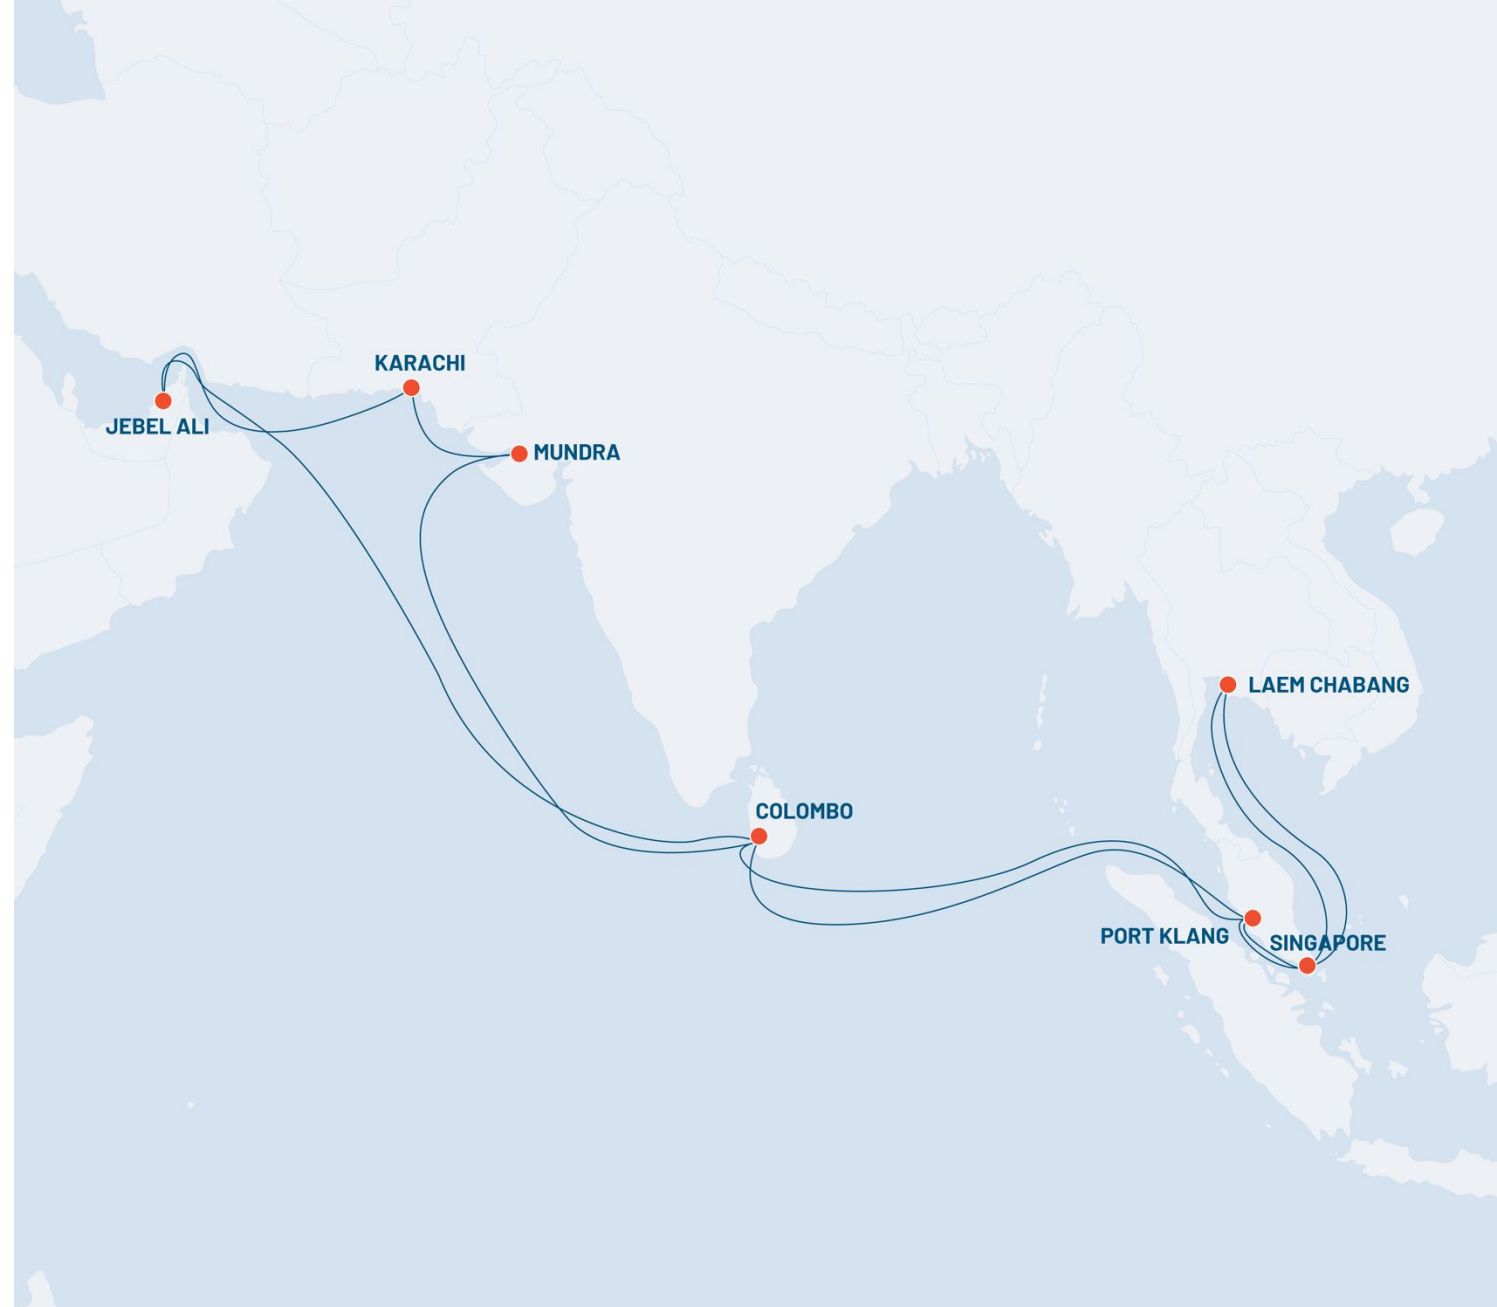 KARACHI
JEBEL ALI
MUNDRA
LAEM CHABANG
COLOMBO
PORT KLANG
SINGAPORE